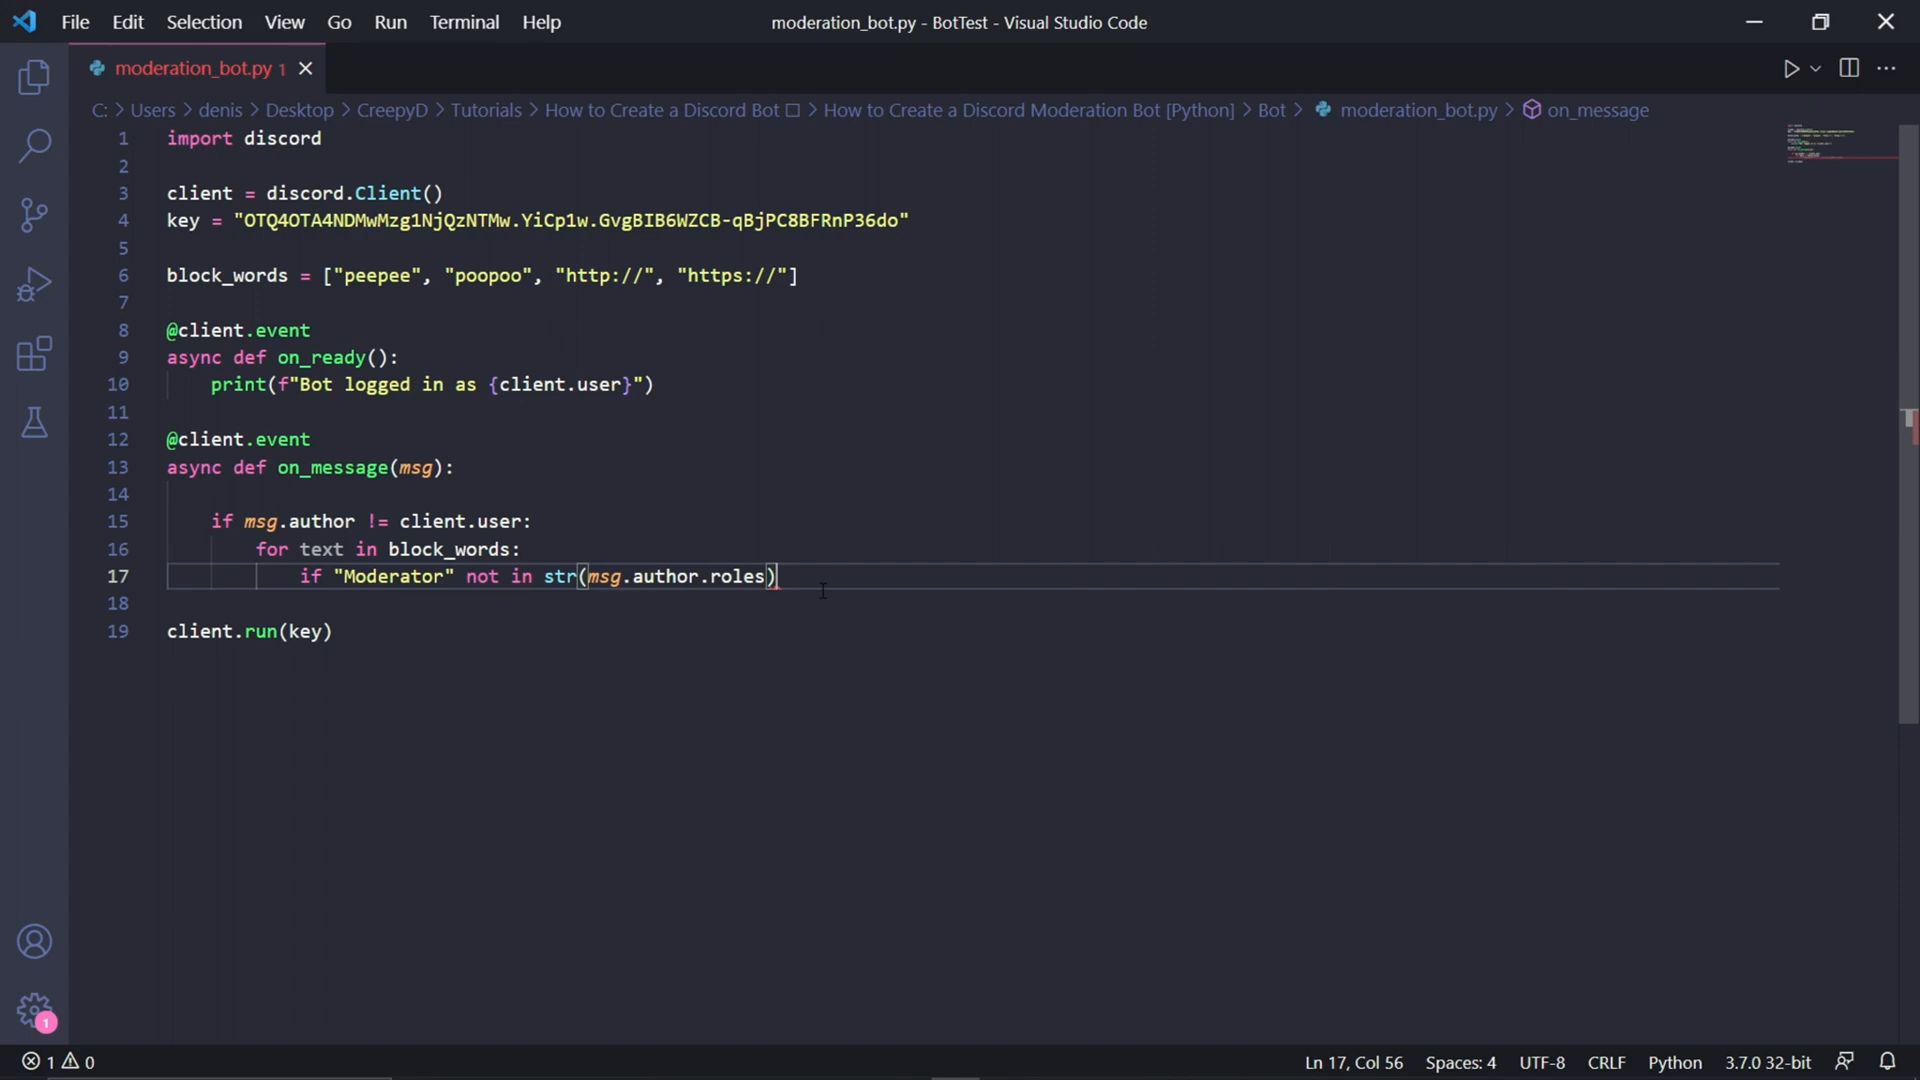 File Edit Selection View Go Run Terminal Help moderation_bot.py - BotTest - Visual Studio Code
moderation_bot.py 1
C: > Users > denis > Desktop > CreepyD > Tutorials > How to Create a Discord Bot □ > How to Create a Discord Moderation Bot [Python] > Bot > moderation_bot.py > on_message
1 import discord
2
3 client = discord.Client()
4 key = "OTQ4OTA4NDMwMzg1NjQzNTMw.YiCp1w.GvgBIB6WZCB-qBjPC8BFRnP36do"
5
6 block_words = ["peepee", "poopoo", "http://", "https://"]
7
8 @client.event
9 async def on_ready():
10     print(f"Bot logged in as {client.user}")
11
12 @client.event
13 async def on_message(msg):
14
15     if msg.author != client.user:
16         for text in block_words:
17             if "Moderator" not in str(msg.author.roles)
18
19 client.run(key)
1
1 0 Ln 17, Col 56 Spaces: 4 UTF-8 CRLF Python 3.7.0 32-bit